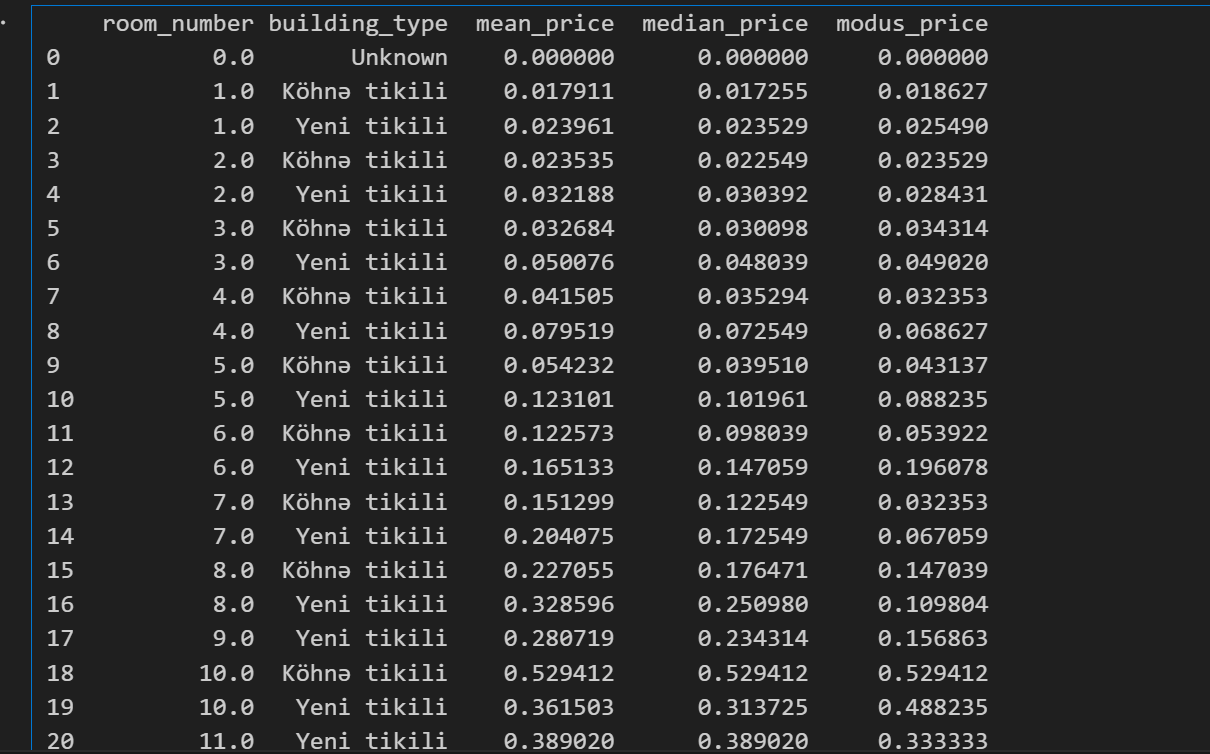 room_number building_type mean_price median_price modus_price
0 0.0 Unknown 0.000000 0.000000 0.000000
1 1.0 Köhnə tikili 0.017911 0.017255 0.018627
2 1.0 Yeni tikili 0.023961 0.023529 0.025490
3 2.0 Köhnə tikili 0.023535 0.022549 0.023529
4 2.0 Yeni tikili 0.032188 0.030392 0.028431
5 3.0 Köhnə tikili 0.032684 0.030098 0.034314
6 3.0 Yeni tikili 0.050076 0.048039 0.049020
7 4.0 Köhnə tikili 0.041505 0.035294 0.032353
8 4.0 Yeni tikili 0.079519 0.072549 0.068627
9 5.0 Köhnə tikili 0.054232 0.039510 0.043137
10 5.0 Yeni tikili 0.123101 0.101961 0.088235
11 6.0 Köhnə tikili 0.122573 0.098039 0.053922
12 6.0 Yeni tikili 0.165133 0.147059 0.196078
13 7.0 Köhnə tikili 0.151299 0.122549 0.032353
14 7.0 Yeni tikili 0.204075 0.172549 0.067059
15 8.0 Köhnə tikili 0.227055 0.176471 0.147039
16 8.0 Yeni tikili 0.328596 0.250980 0.109804
17 9.0 Yeni tikili 0.280719 0.234314 0.156863
18 10.0 Köhnə tikili 0.529412 0.529412 0.529412
19 10.0 Yeni tikili 0.361503 0.313725 0.488235
20 11.0 Yeni tikili 0.389020 0.389020 0.333333